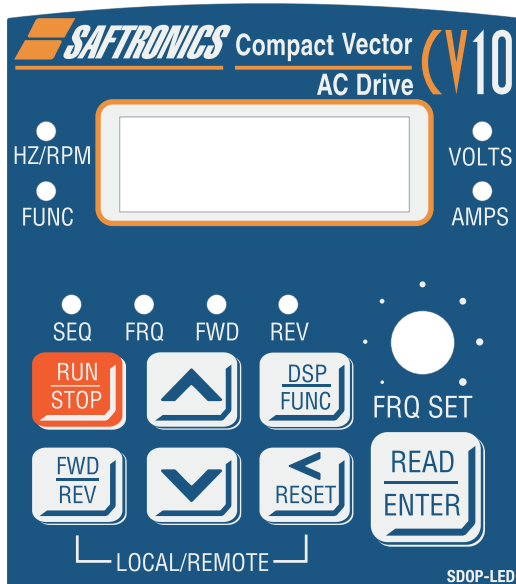 SAFTRONICS Compact Vector CV10
AC Drive
HZ/RPM
VOLTS
FUNC
AMPS
SEQ FRQ FWD REV
RUN
STOP
DSP
FUNC
FRQ SET
FWD
REV
<
RESET
READ
ENTER
LOCAL/REMOTE
SDOP-LED